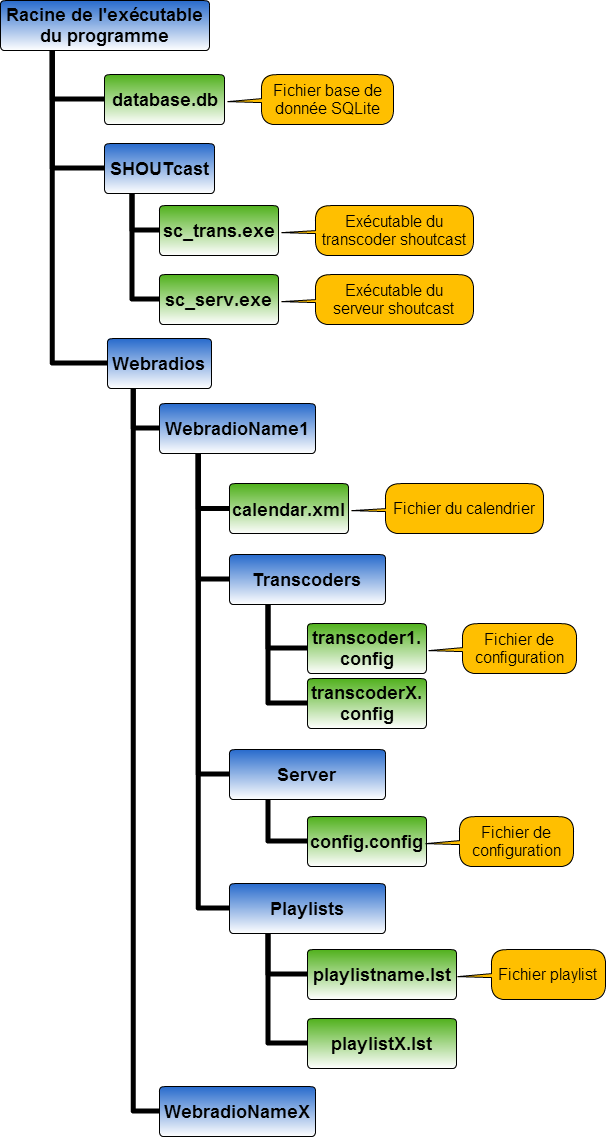 Racine de l'exécutable
du programme
database.db
Fichier base de
donnée SQLite
SHOUTcast
sc_trans.exe
Exécutable du
transcoder shoutcast
sc_serv.exe
Exécutable du
serveur shoutcast
Webradios
WebradioName1
calendar.xml
Fichier du calendrier
Transcoders
transcoder1.
config
Fichier de
configuration
transcoderX.
config
Server
config.config
Fichier de
configuration
Playlists
playlistname.lst
Fichier playlist
playlistX.lst
WebradioNameX